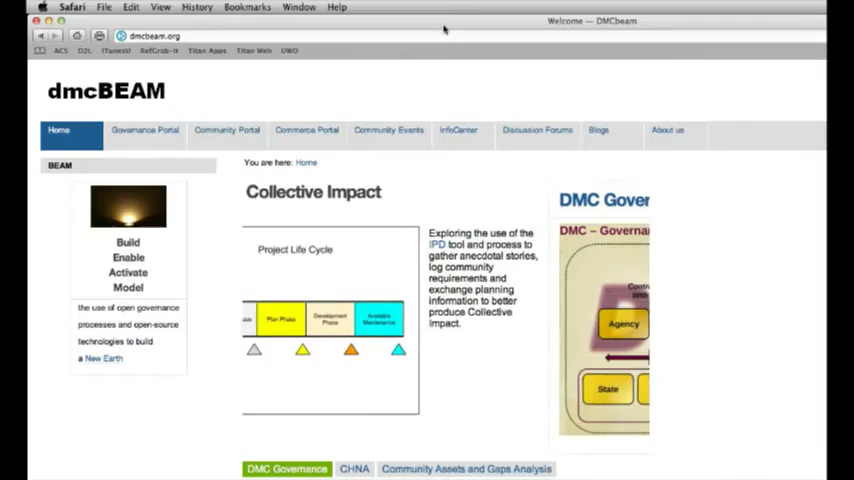 Safari File Edit View History Bookmarks Window Help
Welcome — DMCbeam
dmcbeam.org
ACS D2L iTunesU RefGrab-It Titan Apps Titan Web UWO
dmcBEAM
Home Governance Portal Community Portal Commerce Portal Community Events InfoCenter Discussion Forums Blogs About us
BEAM
Build
Enable
Activate
Model
the use of open governance
processes and open-source
technologies to build
a New Earth
You are here: Home
Collective Impact
Project Life Cycle
Plan Phase
Development
Phase
Available
Maintenance
Exploring the use of the
IPD tool and process to
gather anecdotal stories,
log community
requirements and
exchange planning
information to better
produce Collective
Impact.
DMC Gover
DMC – Governa
Contr
With
Agency
State
DMC Governance CHNA Community Assets and Gaps Analysis